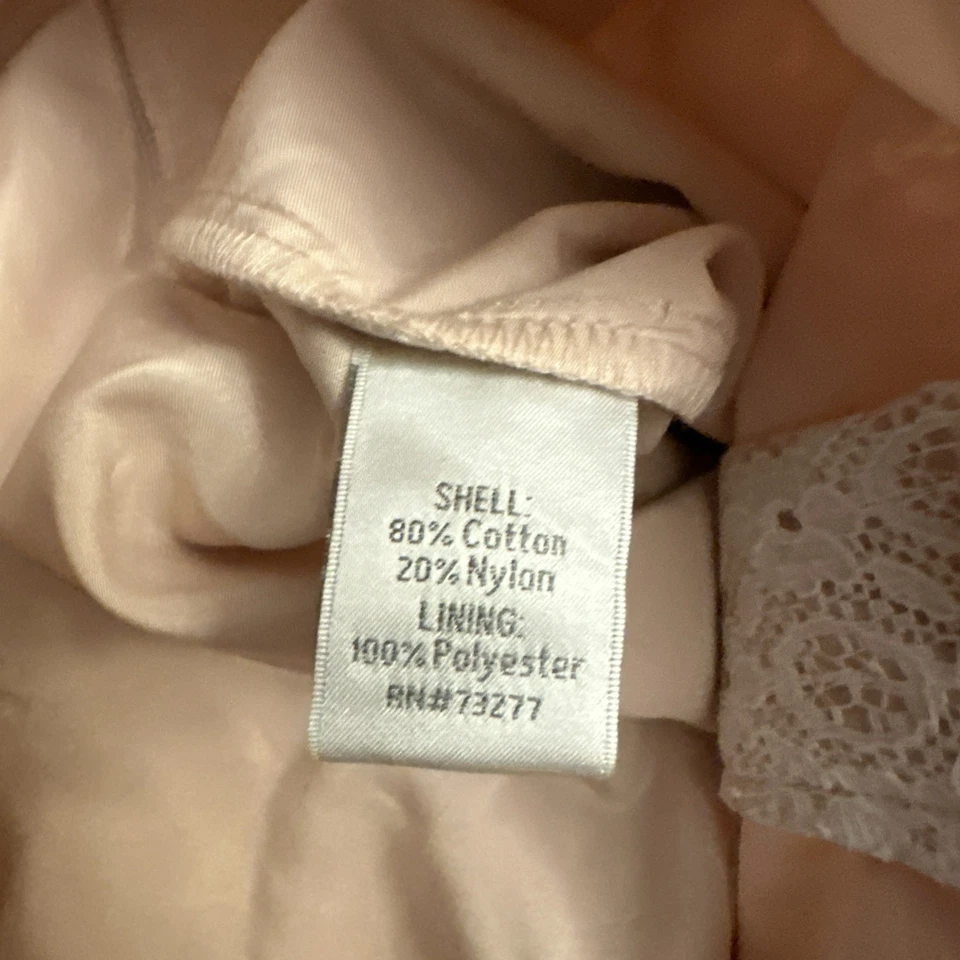 SHELL:
80% Cotton
20% Nylon
LINING:
100% Polyester
RN#73277